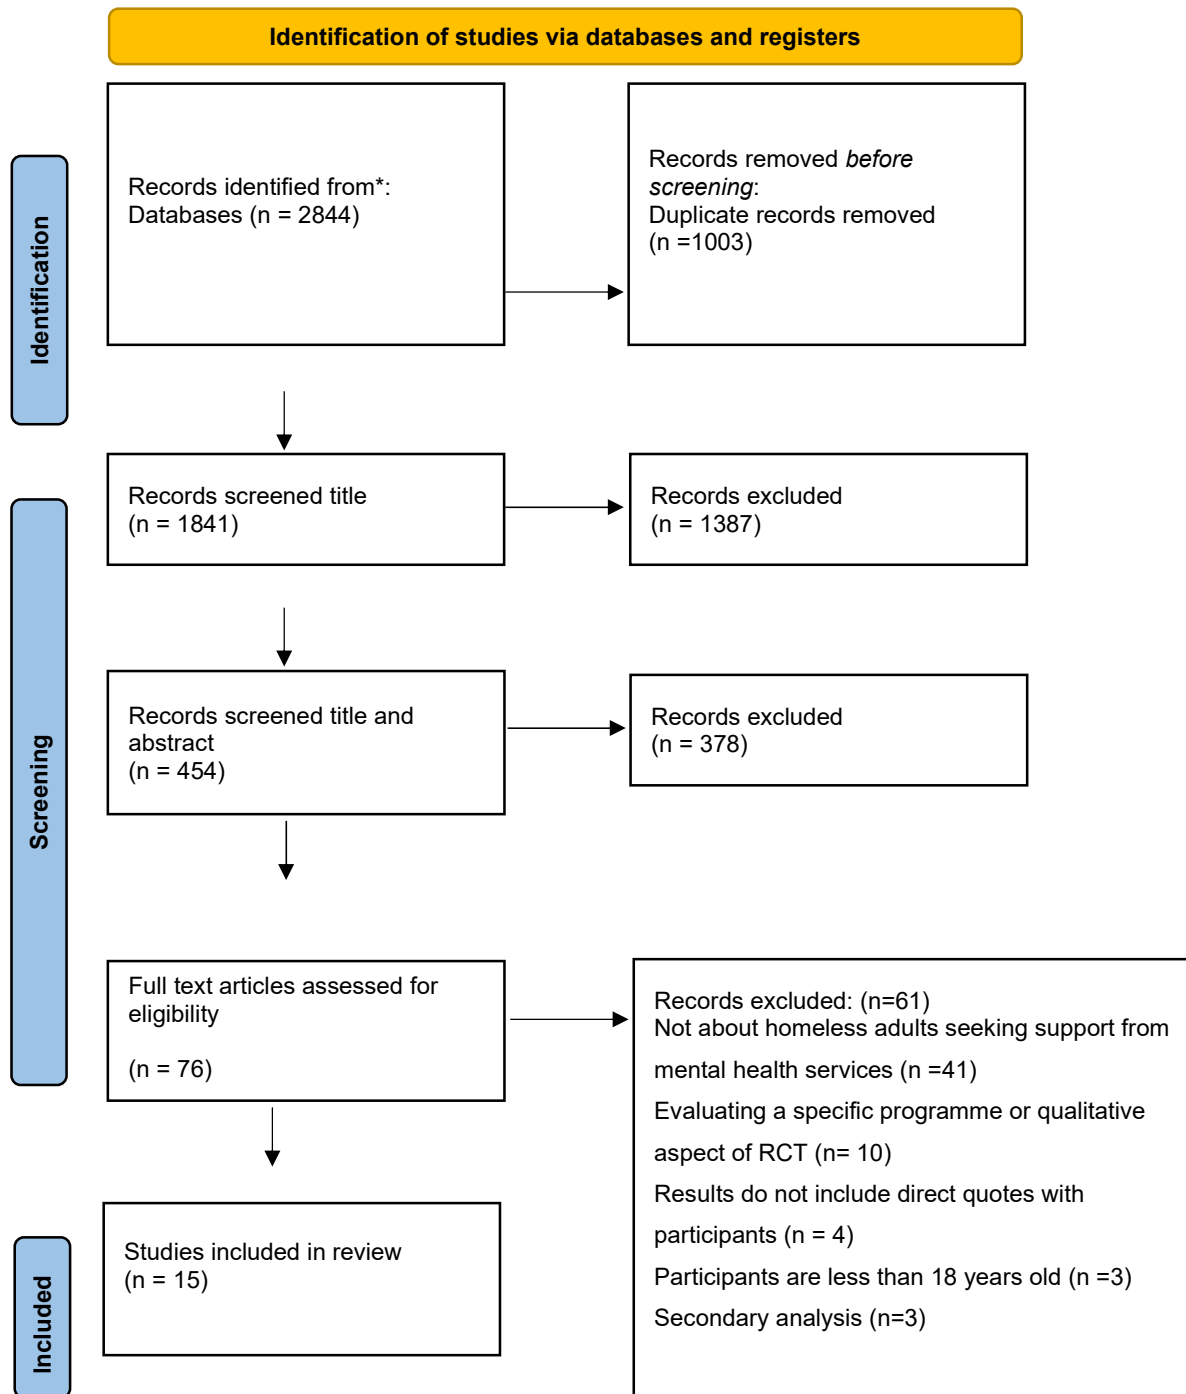 Identification of studies via databases and registers
Identification
Records identified from*:
Databases (n = 2844)
Records removed before
screening:
Duplicate records removed
(n =1003)
Screening
Records screened title
(n = 1841)
Records excluded
(n = 1387)
Records screened title and
abstract
(n = 454)
Records excluded
(n = 378)
Full text articles assessed for
eligibility
(n = 76)
Records excluded: (n=61)
Not about homeless adults seeking support from
mental health services (n =41)
Evaluating a specific programme or qualitative
aspect of RCT (n= 10)
Results do not include direct quotes with
participants (n = 4)
Participants are less than 18 years old (n =3)
Secondary analysis (n=3)
Included
Studies included in review
(n = 15)